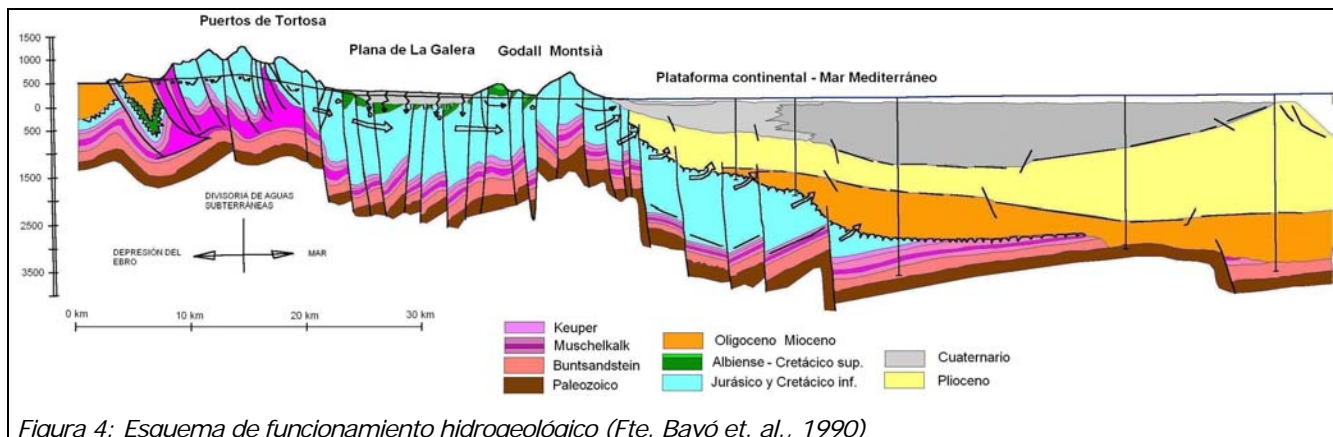 Puertos de Tortosa
Plana de La Galera
Godall Montsià
Plataforma continental - Mar Mediterráneo
1500
1000
500
0
500
1500
2500
3500
DIVISORIA DE AGUAS
SUBTERRÁNEAS
DEPRESIÓN DEL
EBRO
MAR
0 km
10 km
20 km
30 km
Keuper
Muschelkalk
Buntsandstein
Paleozoico
Oligoceno Mioceno
Albiense - Cretácico sup.
Jurásico y Cretácico inf.
Cuaternario
Plioceno
Figura 4: Esquema de funcionamiento hidrogeológico (Fte. Bayó et. al., 1990)